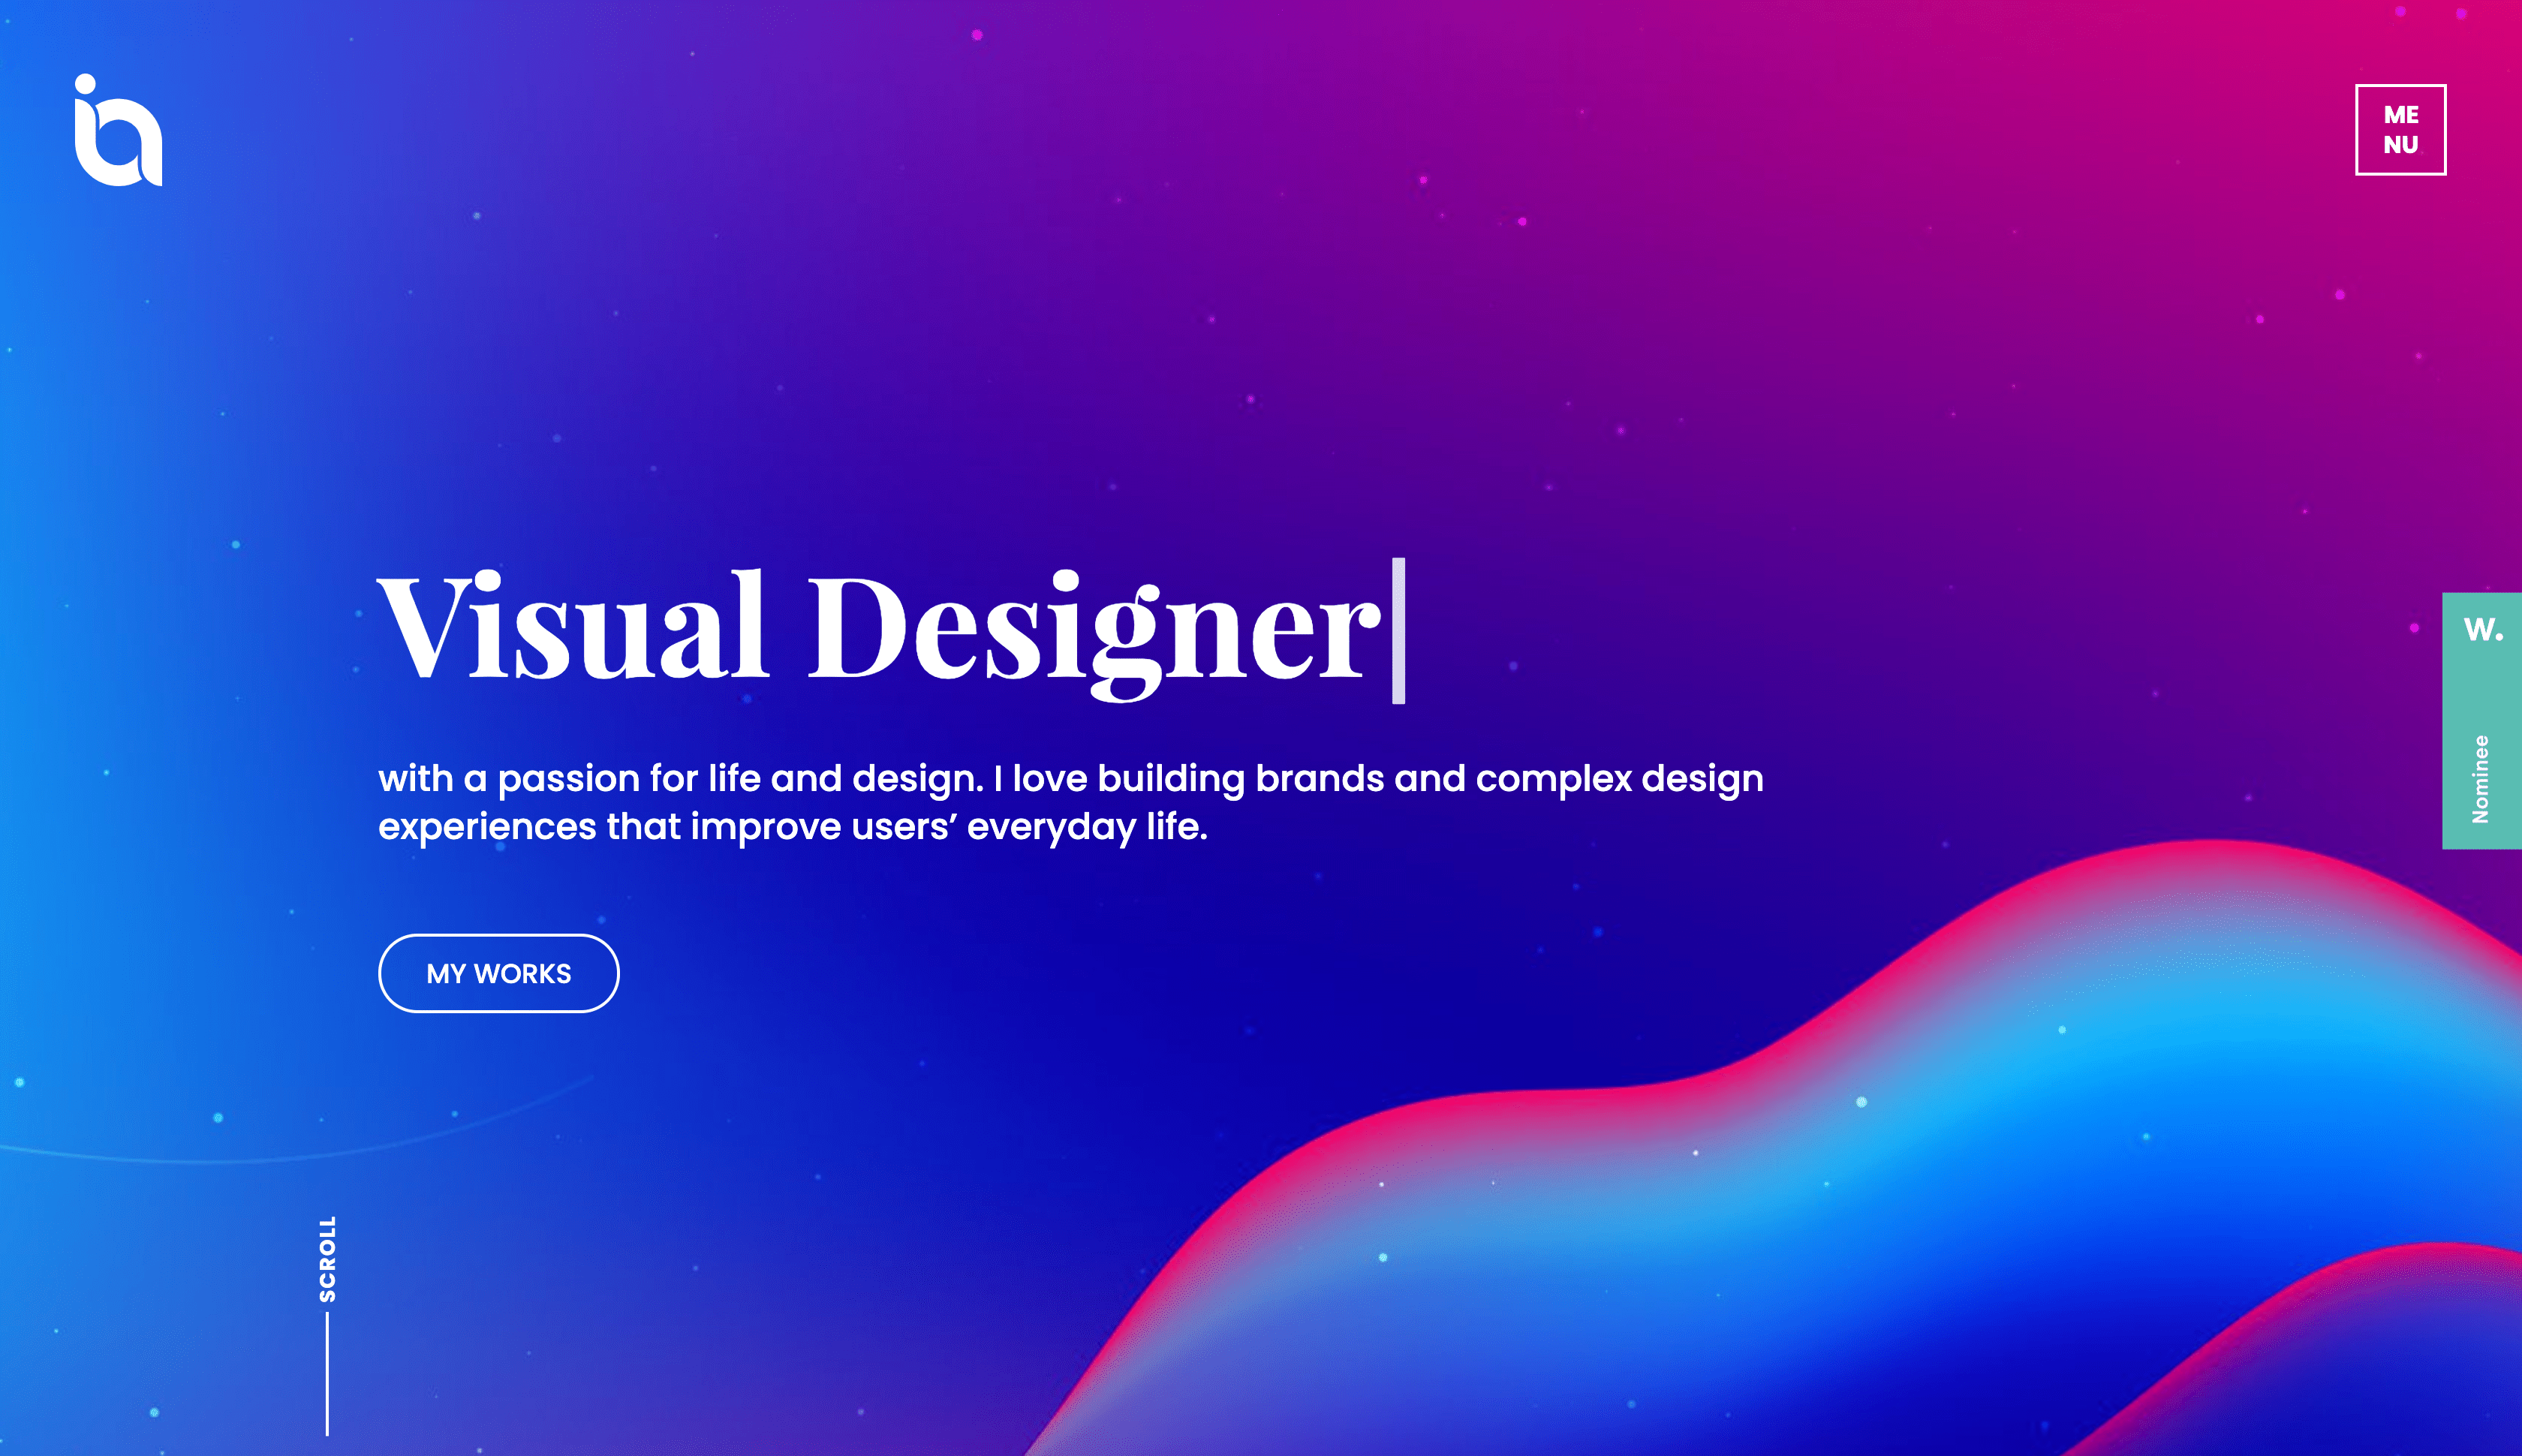 ia
ME
NU
Visual Designer
W.
Nominee
with a passion for life and design. I love building brands and complex design
experiences that improve users’ everyday life.
MY WORKS
SCROLL